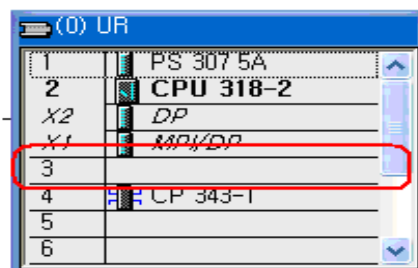 (0) UR
1 PS 307 5A
2 CPU 318-2
X2 DP
X1 MPI/DP
3
4 CP 343-1
5
6